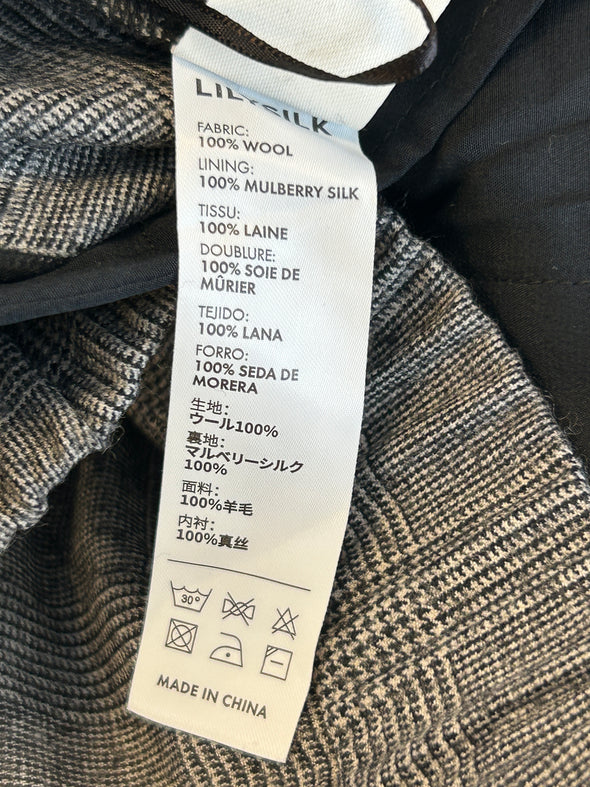 LILYSILK
FABRIC:
100% WOOL
LINING:
100% MULBERRY SILK
TISSU:
100% LAINE
DOUBLURE:
100% SOIE DE
MÛRIER
TEJIDO:
100% LANA
FORRO:
100% SEDA DE
MORERA
生地:
ウール100%
裏地:
マルベリーシルク
100%
面料:
100%羊毛
内衬:
100%真丝
30°
MADE IN CHINA